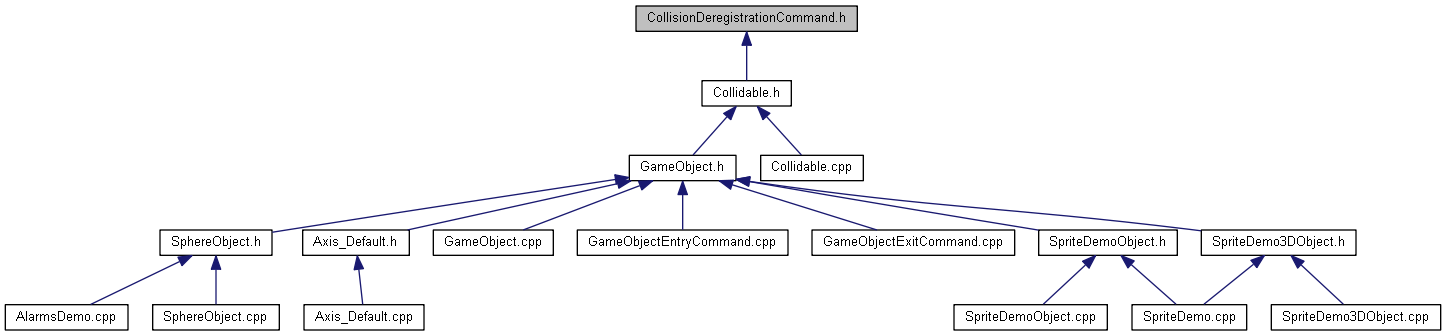 CollisionDeregistrationCommand.h
Collidable.h
GameObject.h
Collidable.cpp
SphereObject.h
Axis_Default.h
GameObject.cpp
GameObjectEntryCommand.cpp
GameObjectExitCommand.cpp
SpriteDemoObject.h
SpriteDemo3DObject.h
AlarmsDemo.cpp
SphereObject.cpp
Axis_Default.cpp
SpriteDemoObject.cpp
SpriteDemo.cpp
SpriteDemo3DObject.cpp